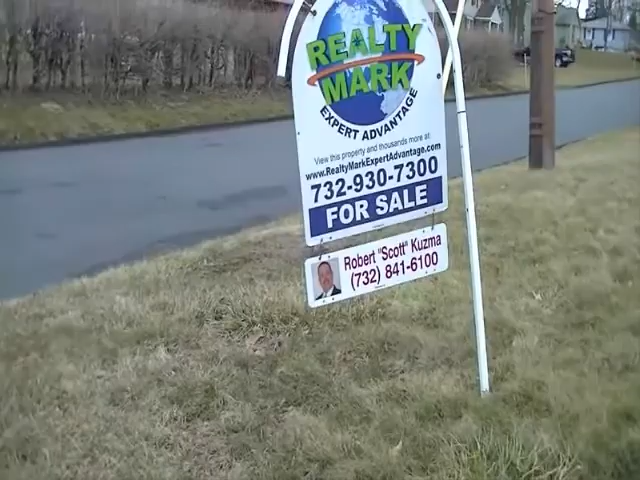 REALTY
MARK
EXPERT ADVANTAGE
View this property and thousands more at:
www.RealtyMarkExpertAdvantage.com
732-930-7300
FOR SALE
Robert "Scott" Kuzma
(732) 841-6100